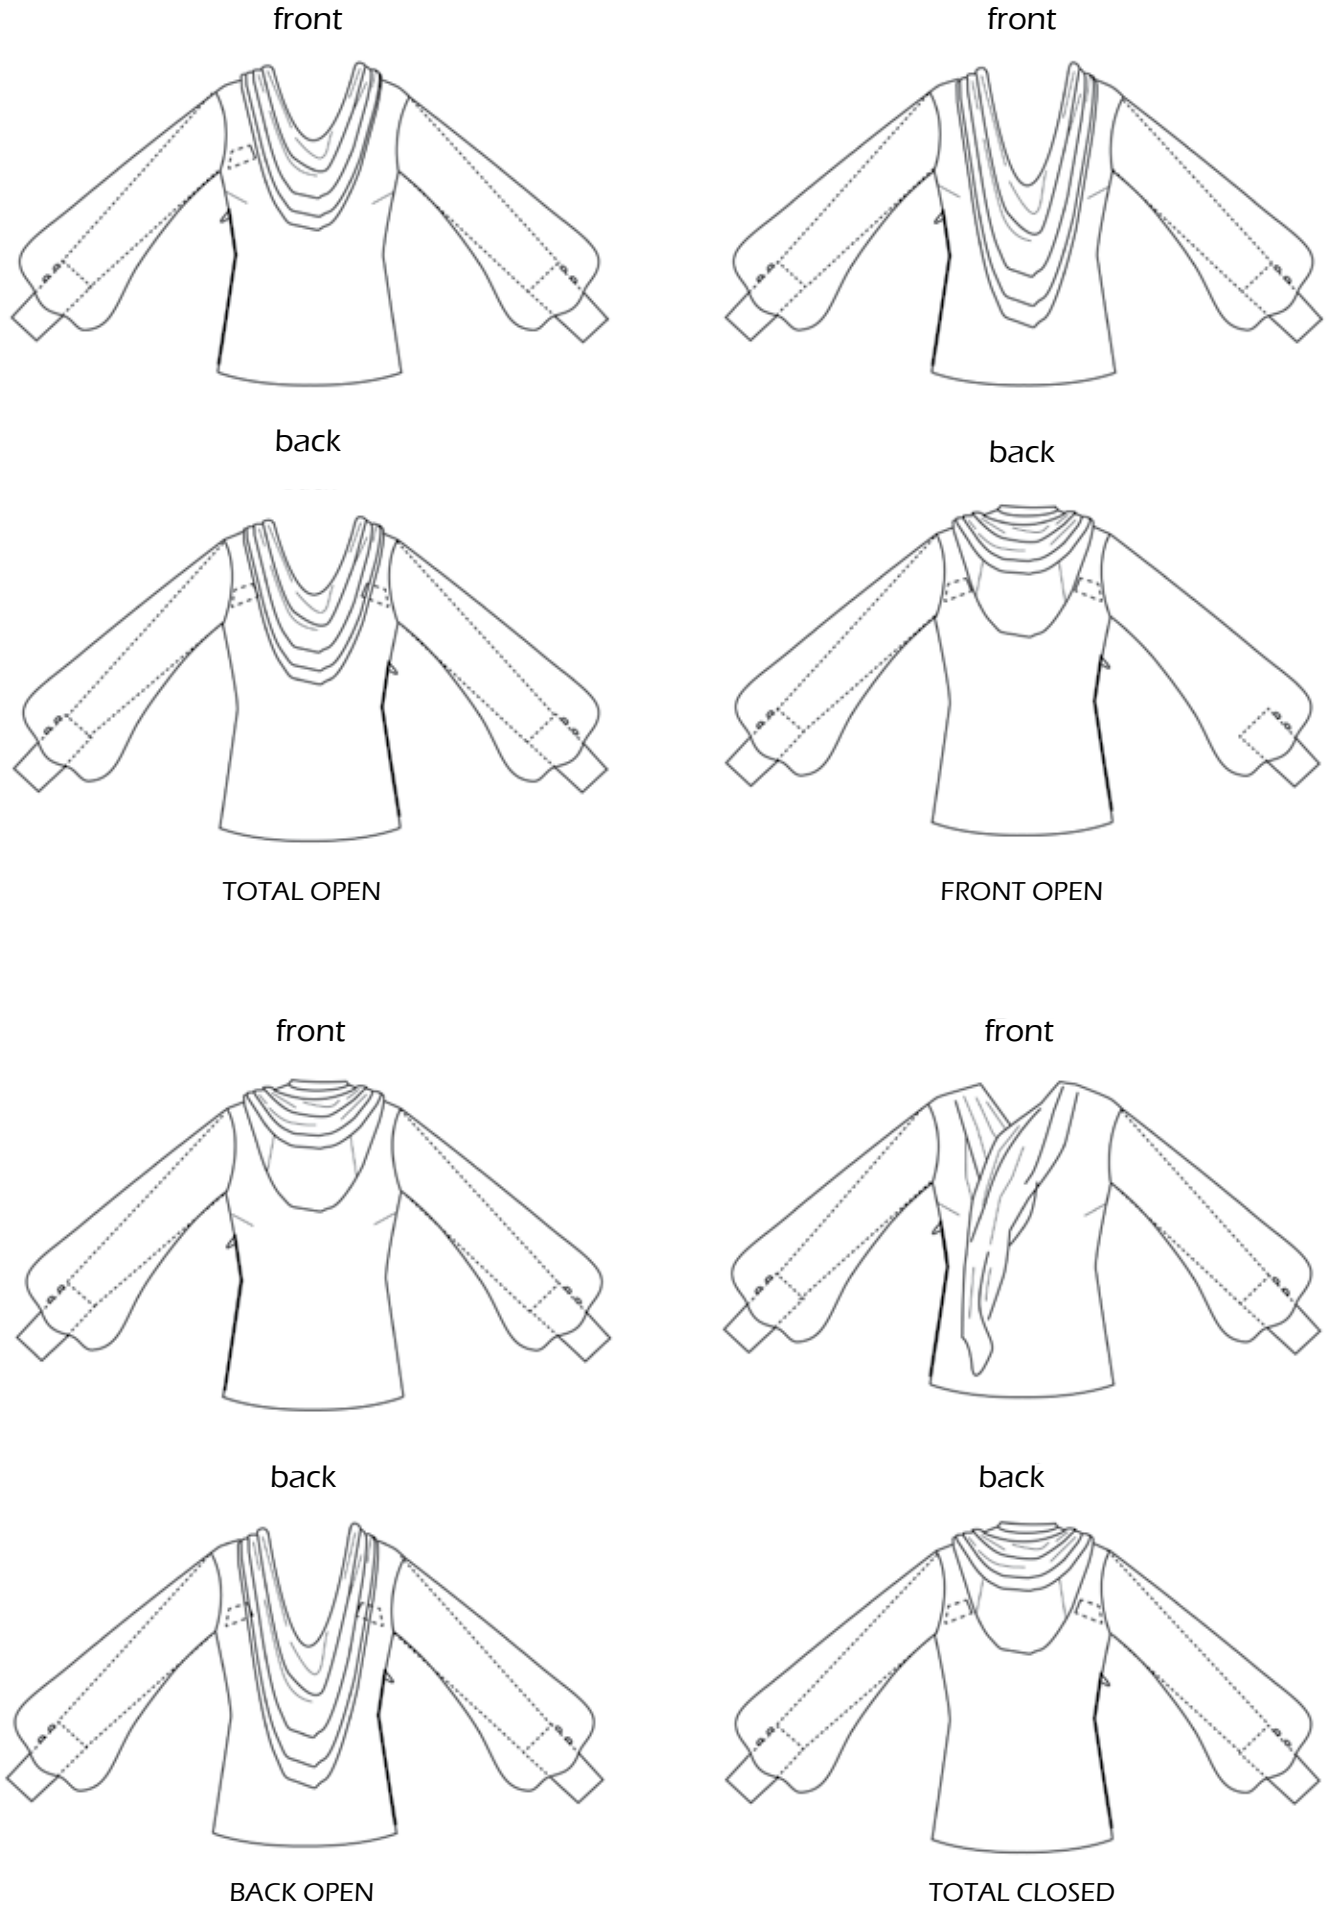 front
front
back
back
TOTAL OPEN
FRONT OPEN
front
front
back
back
BACK OPEN
TOTAL CLOSED